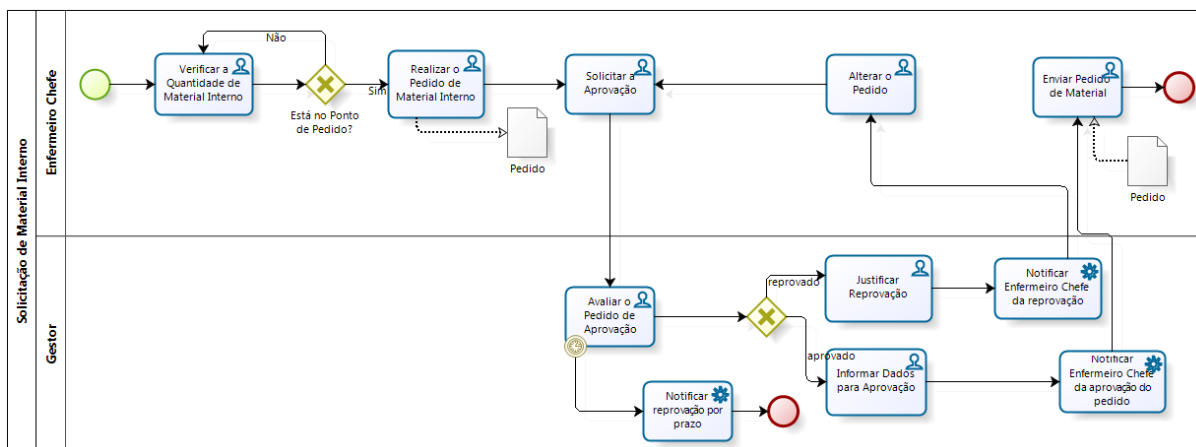 Solicitação de Material Interno
Enfermeiro Chefe
Não
Verificar a
Quantidade de
Material Interno
Está no Ponto
de Pedido?
Sim
Realizar o
Pedido de
Material Interno
Pedido
Solicitar a
Aprovação
Alterar o
Pedido
Enviar Pedido
de Material
Pedido
Gestor
Avaliar o
Pedido de
Aprovação
reprovado
Justificar
Reprovação
Notificar
Enfermeiro Chefe
da reprovação
aprovado
Informar Dados
para Aprovação
Notificar
Enfermeiro Chefe
da aprovação do
pedido
Notificar
reprovação por
prazo